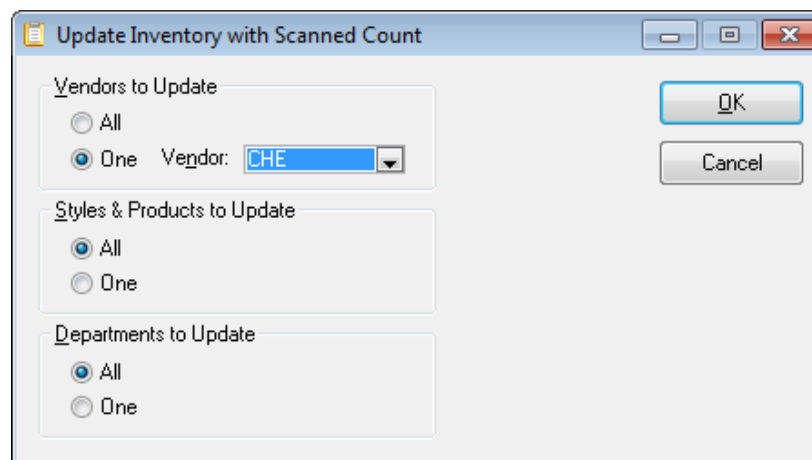 Update Inventory with Scanned Count
Vendors to Update
All
One Vendor: CHE
OK
Cancel
Styles & Products to Update
All
One
Departments to Update
All
One